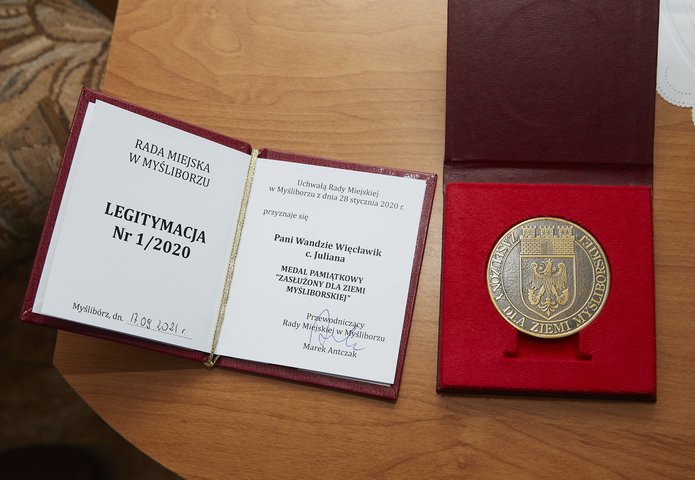 RADA MIEJSKA
W MYŚLIBORZU
LEGITYMACJA
Nr 1/2020
Myślibórz, dn. 17.09.2021 r.
Uchwałą Rady Miejskiej
w Myśliborzu z dnia 28 stycznia 2020 r.
przyznaje się
Pani Wandzie Więcławik
c. Juliana
MEDAL PAMIĄTKOWY
"ZASŁUŻONY DLA ZIEMI
MYŚLIBORSKIEJ"
Przewodniczący
Rady Miejskiej w Myśliborzu
Marek Antczak
ZASŁUŻONY DLA ZIEMI MYŚLIBORSKIEJ